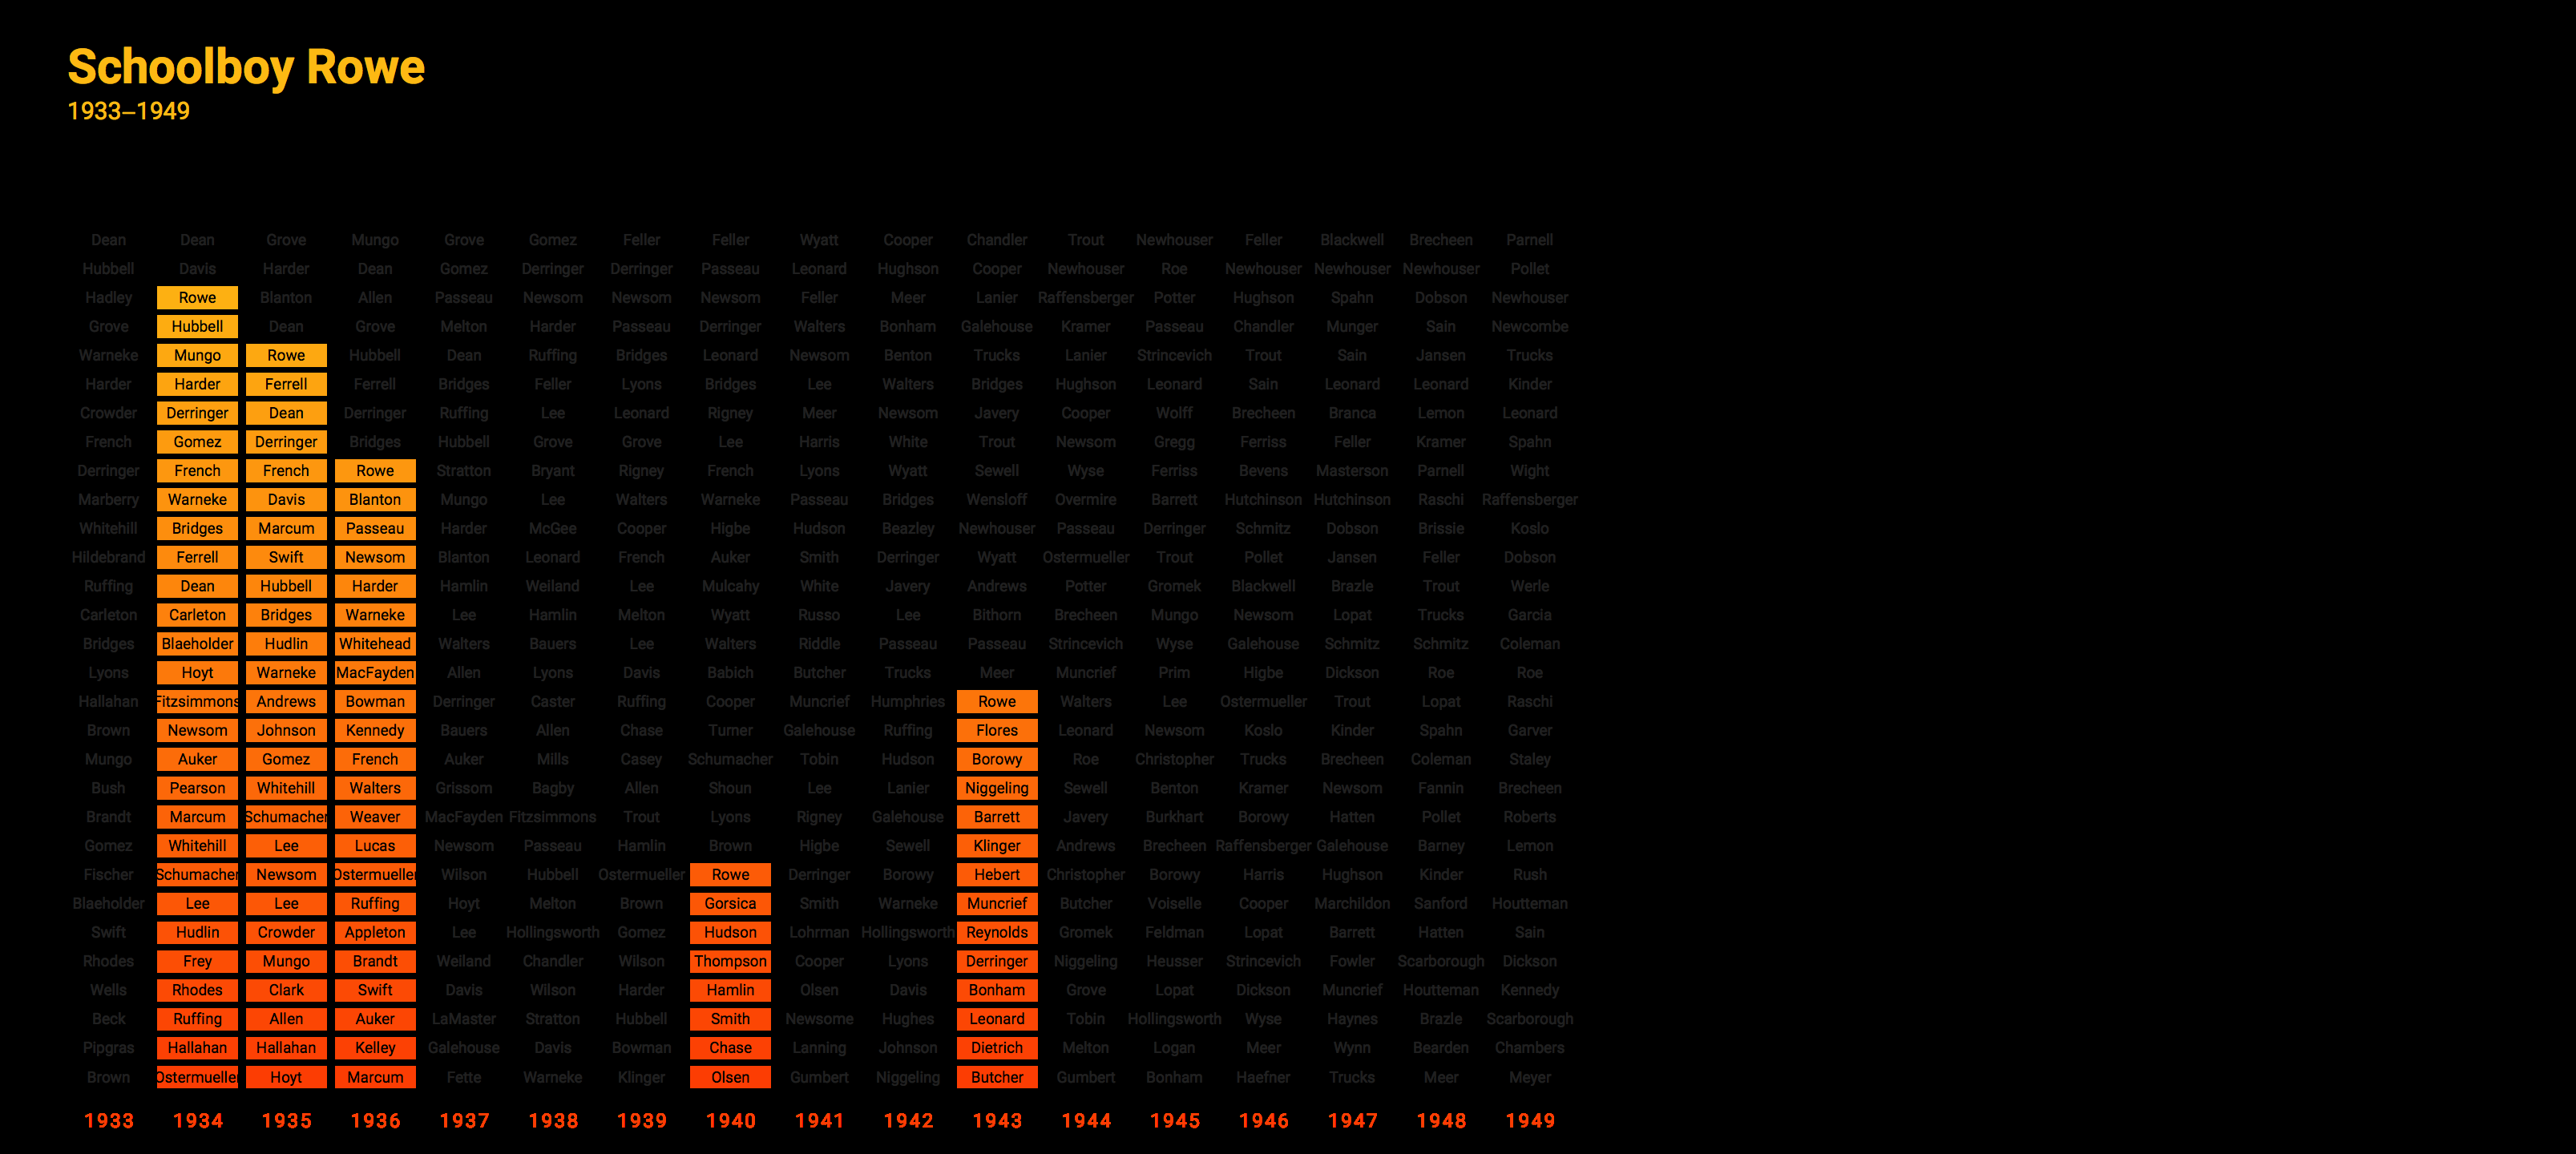 Schoolboy Rowe
1933–1949
Dean Dean Grove Mungo Grove Gomez Feller Feller Wyatt Cooper Chandler Trout Newhouser Feller Blackwell Brecheen Parnell
Hubbell Davis Harder Dean Gomez Derringer Derringer Passeau Leonard Hughson Cooper Newhouser Roe Newhouser Newhouser Newhouser Pollet
Hadley Rowe Blanton Allen Passeau Newsom Newsom Newsom Feller Meer Lanier Raffensberger Potter Hughson Spahn Dobson Newhouser
Grove Hubbell Dean Grove Melton Harder Passeau Derringer Walters Bonham Galehouse Kramer Passeau Chandler Munger Sain Newcombe
Warneke Mungo Rowe Hubbell Dean Ruffing Bridges Leonard Newsom Benton Trucks Lanier Strincevich Trout Sain Jansen Trucks
Harder Harder Ferrell Ferrell Bridges Feller Lyons Bridges Lee Walters Bridges Hughson Leonard Sain Leonard Leonard Kinder
Crowder Derringer Dean Derringer Ruffing Lee Leonard Rigney Meer Newsom Javery Cooper Wolff Brecheen Branca Lemon Leonard
French Gomez Derringer Bridges Hubbell Grove Grove Lee Harris White Trout Newsom Gregg Ferriss Feller Kramer Spahn
Derringer French French Rowe Stratton Bryant Rigney French Lyons Wyatt Sewell Wyse Ferriss Bevens Masterson Parnell Wight
Marberry Warneke Davis Blanton Mungo Lee Walters Warneke Passeau Bridges Wensloff Overmire Barrett Hutchinson Hutchinson Raschi Raffensberger
Whitehill Bridges Marcum Passeau Harder McGee Cooper Higbe Hudson Beazley Newhouser Passeau Derringer Schmitz Dobson Brissie Koslo
Hildebrand Ferrell Swift Newsom Blanton Leonard French Auker Smith Derringer Wyatt Ostermueller Trout Pollet Jansen Feller Dobson
Ruffing Dean Hubbell Harder Hamlin Weiland Lee Mulcahy White Javery Andrews Potter Gromek Blackwell Brazle Trout Werle
Carleton Carleton Bridges Warneke Lee Hamlin Melton Wyatt Russo Lee Bithorn Brecheen Mungo Newsom Lopat Trucks Garcia
Bridges Blaeholder Hudlin Whitehead Walters Bauers Lee Walters Riddle Passeau Passeau Strincevich Wyse Galehouse Schmitz Schmitz Coleman
Lyons Hoyt Warneke MacFayden Allen Lyons Davis Babich Butcher Trucks Meer Muncrief Prim Higbe Dickson Roe Roe
Hallahan Fitzsimmons Andrews Bowman Derringer Caster Ruffing Cooper Muncrief Humphries Rowe Walters Lee Ostermueller Trout Lopat Raschi
Brown Newsom Johnson Kennedy Bauers Allen Chase Turner Galehouse Ruffing Flores Leonard Newsom Koslo Kinder Spahn Garver
Mungo Auker Gomez French Auker Mills Casey Schumacher Tobin Hudson Borowy Roe Christopher Trucks Brecheen Coleman Staley
Bush Pearson Whitehill Walters Grissom Bagby Allen Shoun Lee Lanier Niggeling Sewell Benton Kramer Newsom Fannin Brecheen
Brandt Marcum Schumacher Weaver MacFayden Fitzsimmons Trout Lyons Rigney Galehouse Barrett Javery Burkhart Borowy Hatten Pollet Roberts
Gomez Whitehill Lee Lucas Newsom Passeau Hamlin Brown Higbe Sewell Klinger Andrews Brecheen Raffensberger Galehouse Barney Lemon
Fischer Schumacher Newsom Ostermueller Wilson Hubbell Ostermueller Rowe Derringer Borowy Hebert Christopher Borowy Harris Hughson Kinder Rush
Blaeholder Lee Lee Ruffing Hoyt Melton Brown Gorsica Smith Warneke Muncrief Butcher Voiselle Cooper Marchildon Sanford Houtteman
Swift Hudlin Crowder Appleton Lee Hollingsworth Gomez Hudson Lohrman Hollingsworth Reynolds Gromek Feldman Lopat Barrett Hatten Sain
Rhodes Frey Mungo Brandt Weiland Chandler Wilson Thompson Cooper Lyons Derringer Niggeling Heusser Strincevich Fowler Scarborough Dickson
Wells Rhodes Clark Swift Davis Wilson Harder Hamlin Olsen Davis Bonham Grove Lopat Dickson Muncrief Houtteman Kennedy
Beck Ruffing Allen Auker LaMaster Stratton Hubbell Smith Newsome Hughes Leonard Tobin Hollingsworth Wyse Haynes Brazle Scarborough
Pipgras Hallahan Hallahan Kelley Galehouse Davis Bowman Chase Lanning Johnson Dietrich Melton Logan Meer Wynn Bearden Chambers
Brown Ostermueller Hoyt Marcum Fette Warneke Klinger Olsen Gumbert Niggeling Butcher Gumbert Bonham Haefner Trucks Meer Meyer
1933 1934 1935 1936 1937 1938 1939 1940 1941 1942 1943 1944 1945 1946 1947 1948 1949